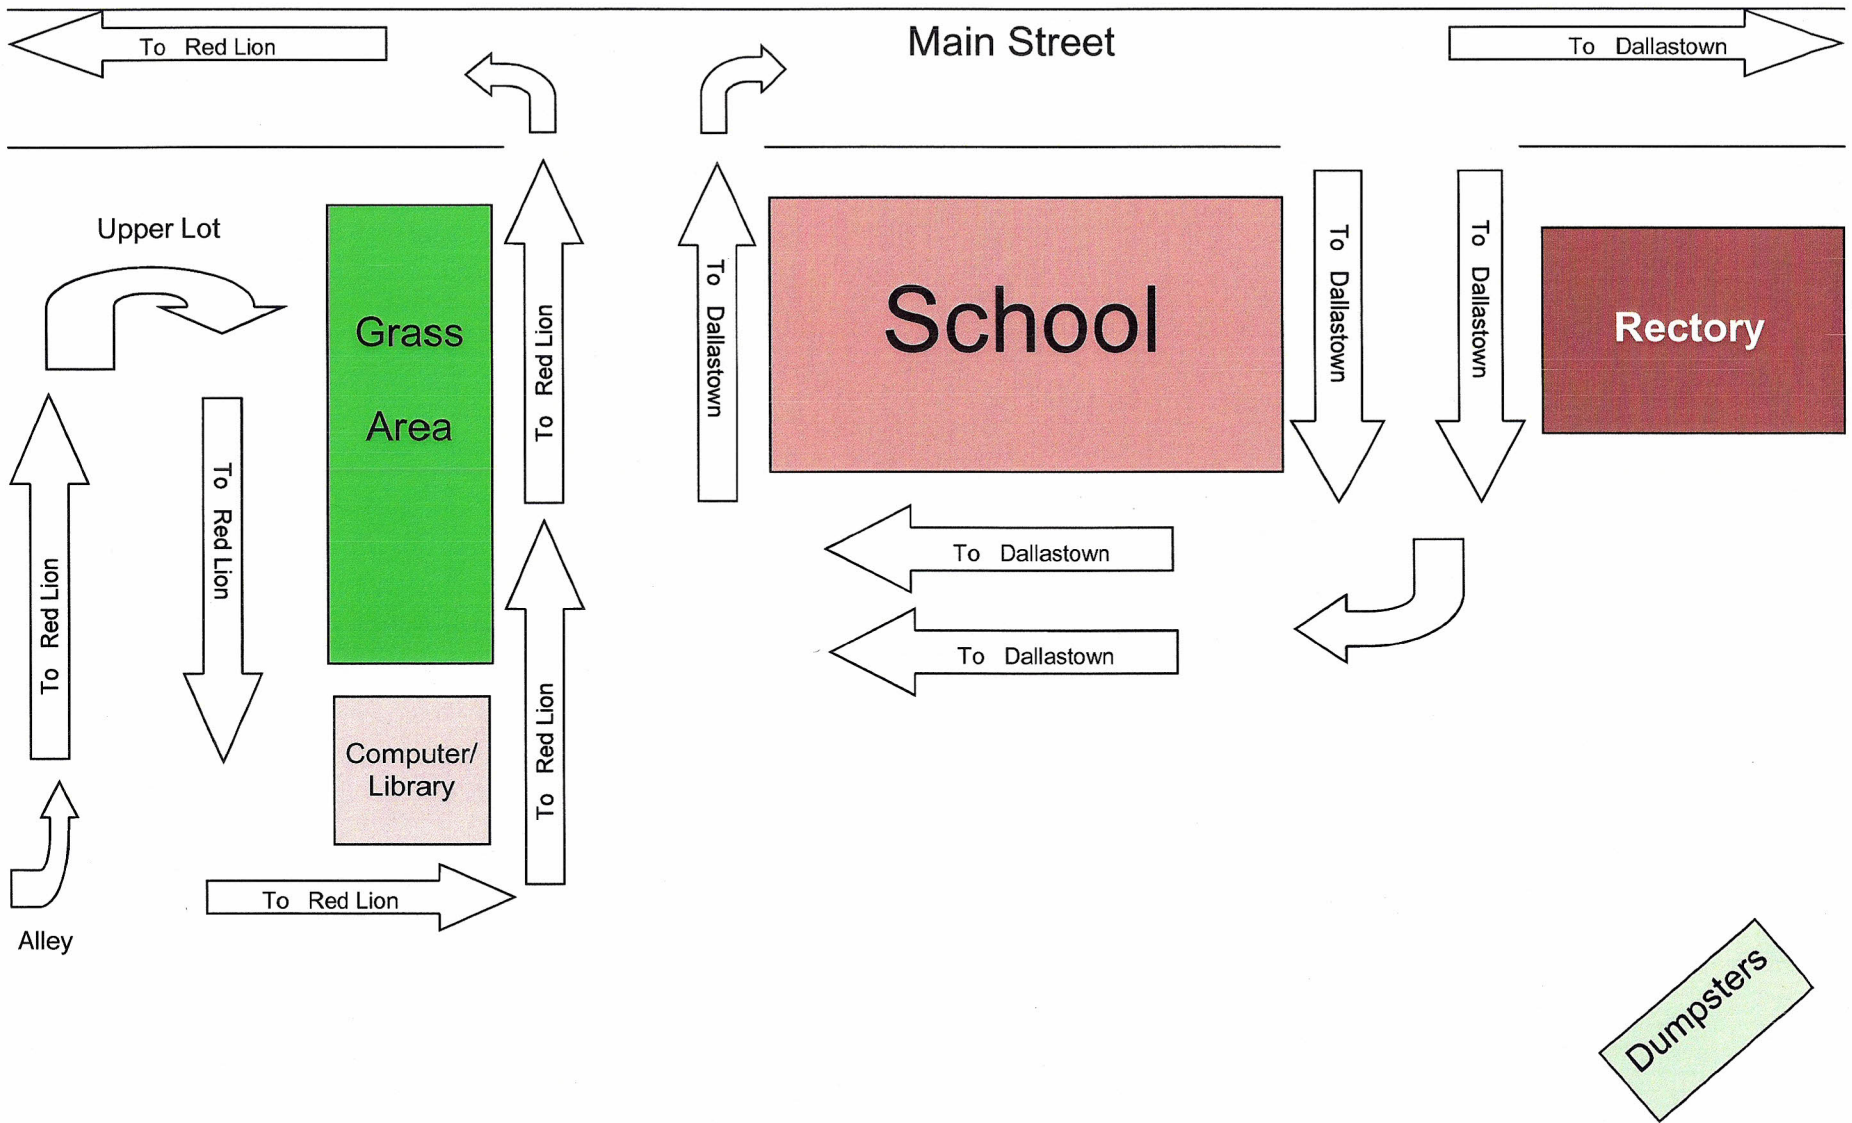 To Red Lion
Main Street
To Dallastown
Upper Lot
Grass
Area
To Red Lion
To Dallastown
School
To Dallastown
To Dallastown
Rectory
To Red Lion
To Red Lion
To Dallastown
To Dallastown
To Red Lion
Computer/
Library
To Red Lion
Alley
Dumpsters